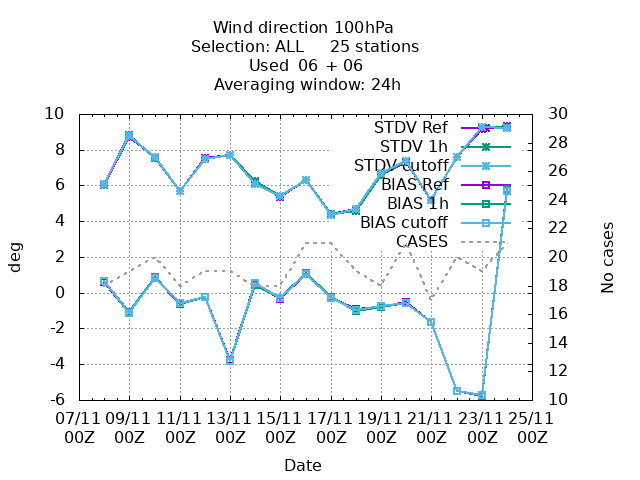 Wind direction 100hPa
Selection: ALL 25 stations
Used 06 + 06
Averaging window: 24h
10 30
8 28
6 26
4 24
2 22
0 20
-2 18
-4 16
-6 14
12
10
deg
No cases
STDV Ref
STDV 1h
STDV cutoff
BIAS Ref
BIAS 1h
BIAS cutoff
CASES
07/11 09/11 11/11 13/11 15/11 17/11 19/11 21/11 23/11 25/11
00Z 00Z 00Z 00Z 00Z 00Z 00Z 00Z 00Z 00Z
Date